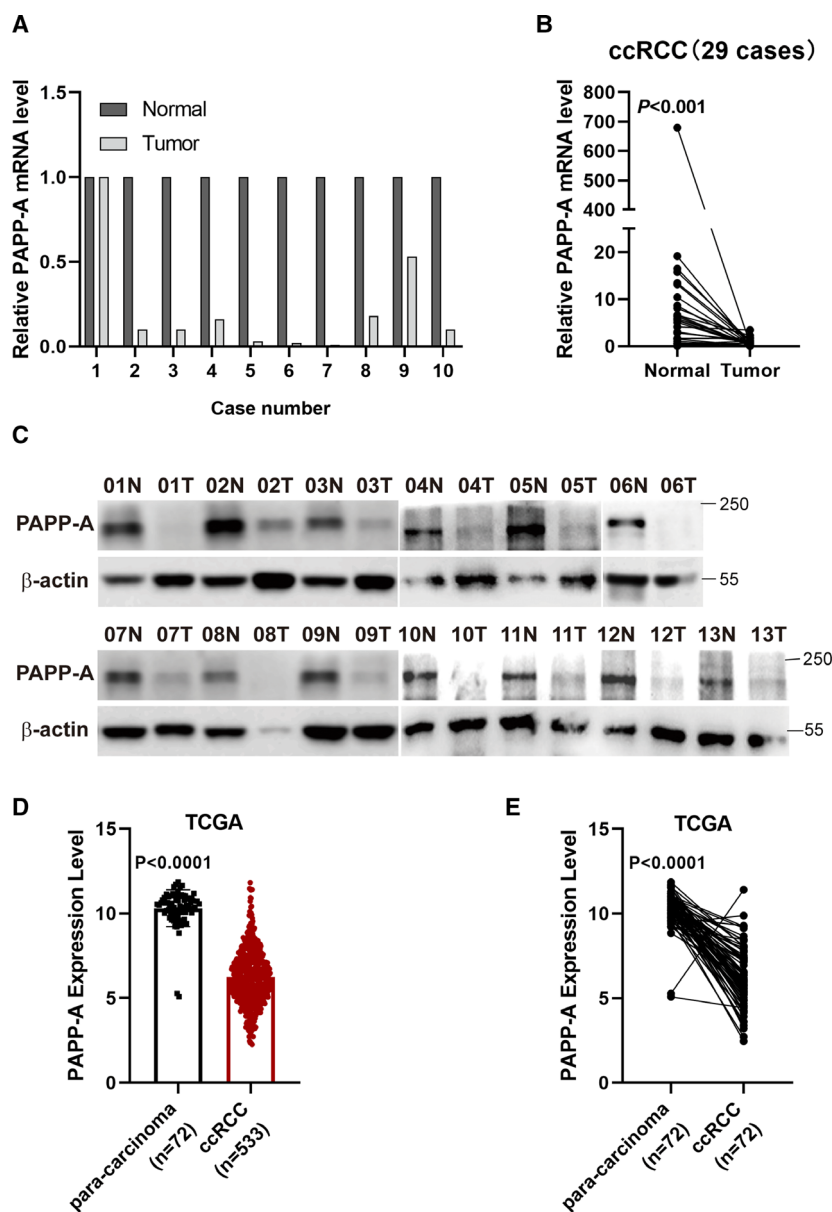 A
Relative PAPP-A mRNA level
1.5
1.0
0.5
0.0
Normal
Tumor
1 2 3 4 5 6 7 8 9 10
Case number
B
ccRCC(29 cases)
Relative PAPP-A mRNA level
800
700
600
500
400
20
10
0
P<0.001
Normal Tumor
C
01N 01T 02N 02T 03N 03T 04N 04T 05N 05T 06N 06T
PAPP-A
250
β-actin
55
07N 07T 08N 08T 09N 09T 10N 10T 11N 11T 12N 12T 13N 13T
PAPP-A
250
β-actin
55
D
TCGA
PAPP-A Expression Level
15
10
5
0
P<0.0001
para-carcinoma
(n=72)
ccRCC
(n=533)
E
TCGA
PAPP-A Expression Level
15
10
5
0
P<0.0001
para-carcinoma
(n=72)
ccRCC
(n=72)